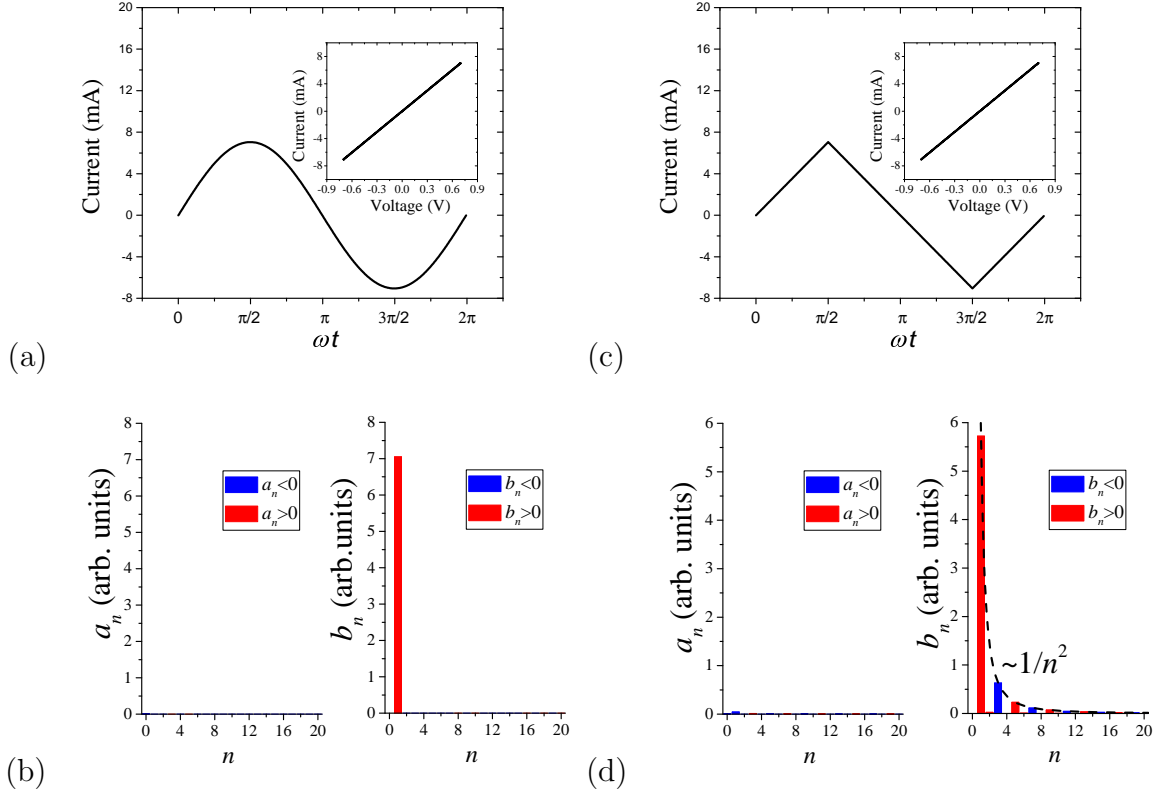 20
16
12
8
4
0
-4
-8
Current (mA)
0 π/2 π 3π/2 2π
ωt
8
4
0
-4
-8
Current (mA)
-0.9 -0.6 -0.3 0.0 0.3 0.6 0.9
Voltage (V)
(a)
20
16
12
8
4
0
-4
-8
Current (mA)
0 π/2 π 3π/2 2π
ωt
8
4
0
-4
-8
Current (mA)
-0.9 -0.6 -0.3 0.0 0.3 0.6 0.9
Voltage (V)
(c)
8
7
6
5
4
3
2
1
0
a_n (arb. units)
0 4 8 12 16 20
n
a_n<0
a_n>0
8
7
6
5
4
3
2
1
0
b_n (arb.units)
0 4 8 12 16 20
n
b_n<0
b_n>0
(b)
6
5
4
3
2
1
0
a_n (arb. units)
0 4 8 12 16 20
n
a_n<0
a_n>0
6
5
4
3
2
1
0
b_n (arb. units)
0 4 8 12 16 20
n
b_n<0
b_n>0
~1/n²
(d)